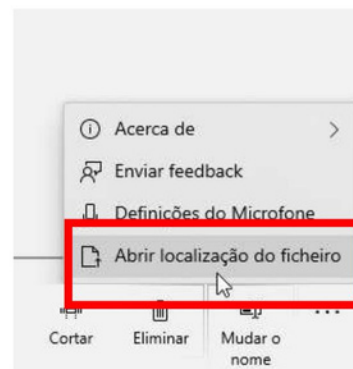 Acerca de
Enviar feedback
Definições do Microfone
Abrir localização do ficheiro
Cortar
Eliminar
Mudar o
nome